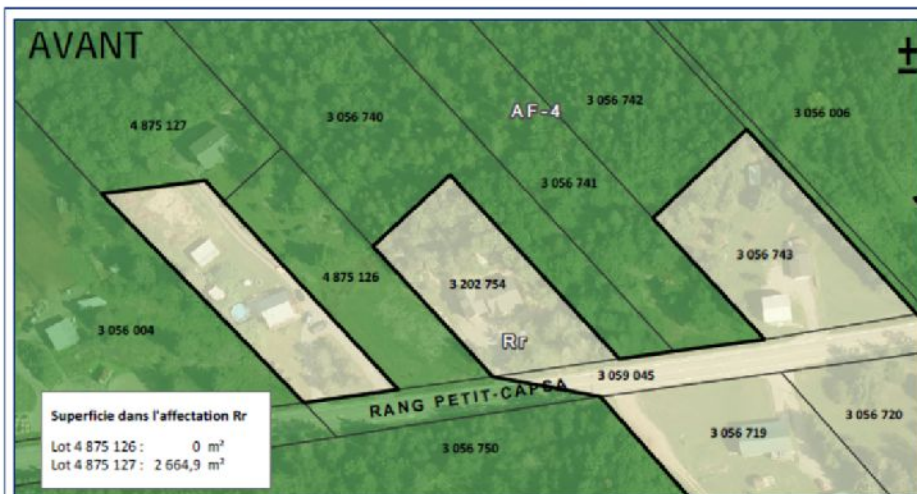 AVANT
3 056 742
AF-4
3 056 006
3 056 740
4 875 127
3 056 741
3 056 743
4 875 126
3 202 754
3 056 004
Rr
3 059 045
RANG PETIT-CAPSA
3 056 720
3 056 719
3 056 750
Superficie dans l'affectation Rr
Lot 4 875 126 : 0 m²
Lot 4 875 127 : 2 664,9 m²